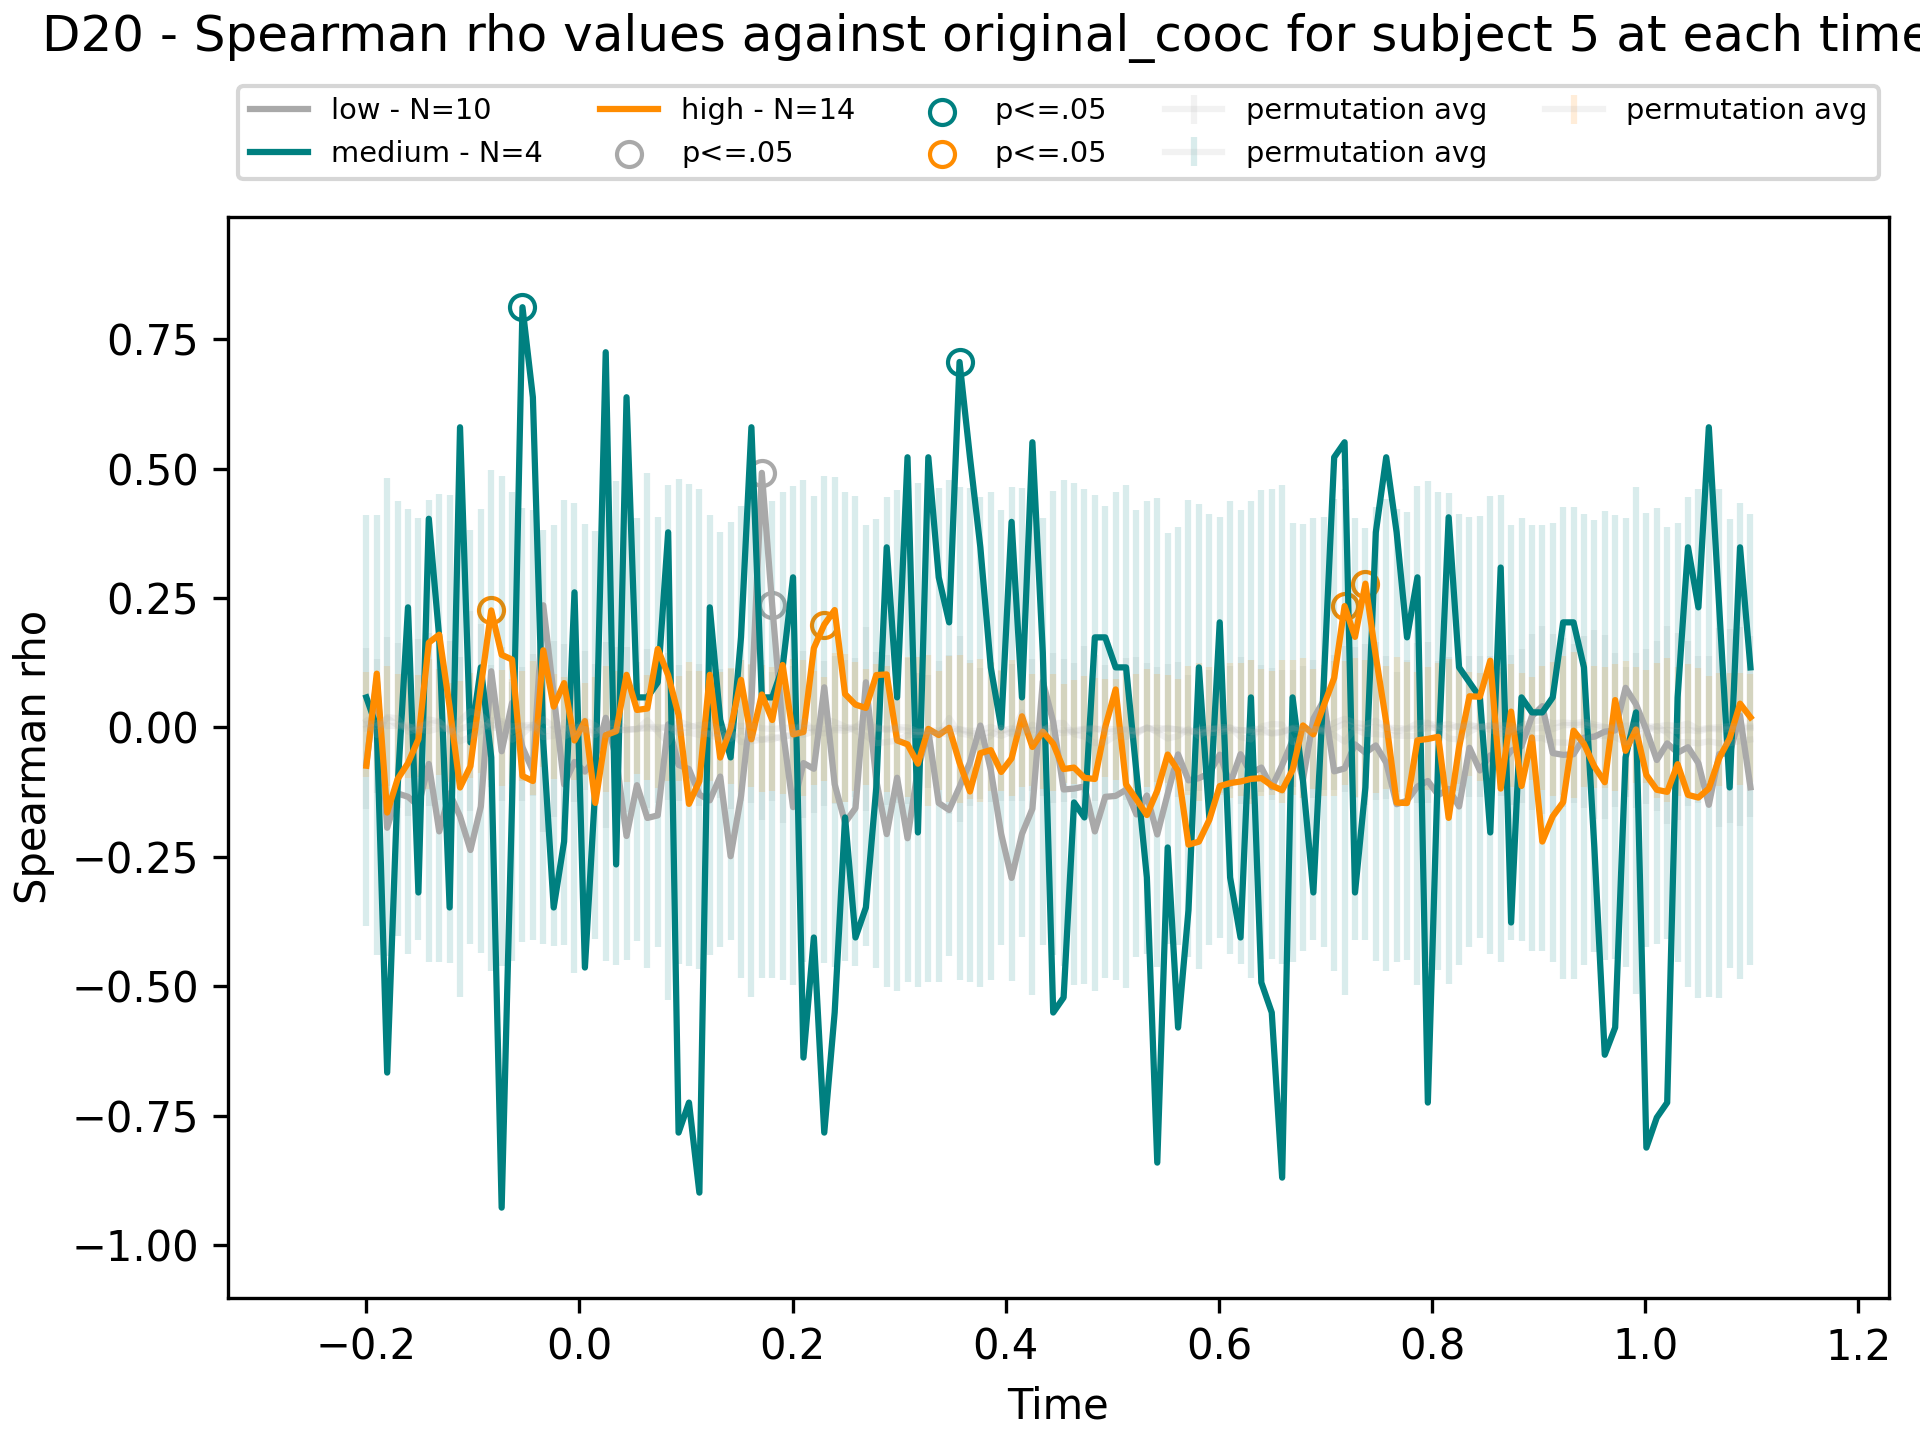 D20 - Spearman rho values against original_cooc for subject 5 at each time
low - N=10
medium - N=4
high - N=14
p<=.05
p<=.05
p<=.05
permutation avg
permutation avg
permutation avg
Spearman rho
0.75
0.50
0.25
0.00
−0.25
−0.50
−0.75
−1.00
−0.2 0.0 0.2 0.4 0.6 0.8 1.0 1.2
Time